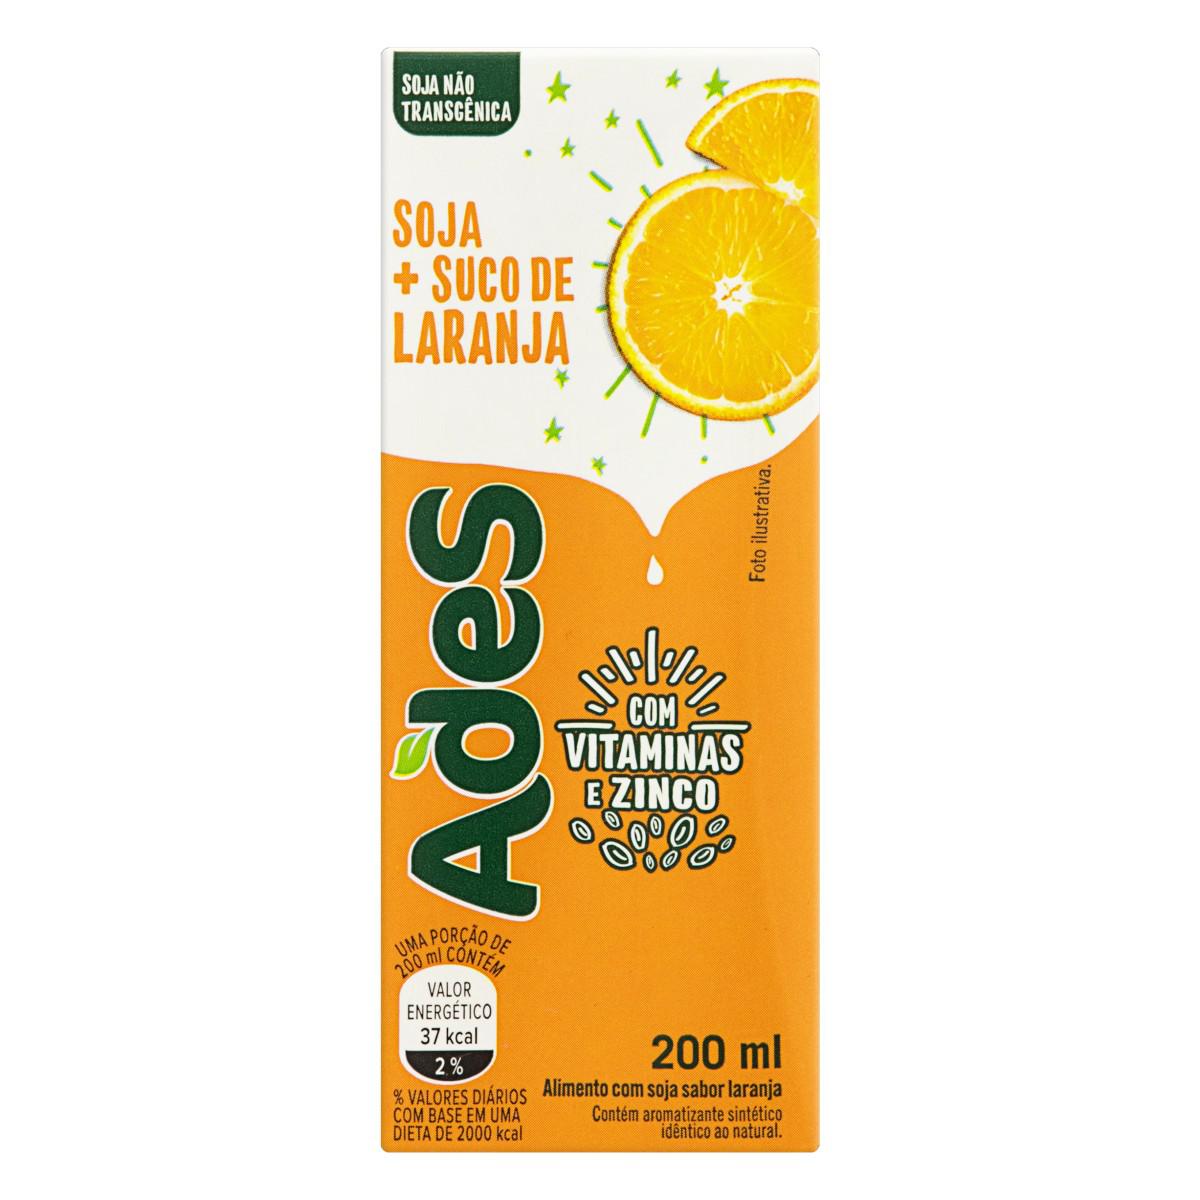 SOJA NÃO
TRANSGÊNICA
SOJA
+ SUCO DE
LARANJA
Foto ilustrativa.
AdeS
COM
VITAMINAS
E ZINCO
UMA PORÇÃO DE
200 ml CONTÉM
VALOR
ENERGÉTICO
37 kcal
2 %
% VALORES DIÁRIOS
COM BASE EM UMA
DIETA DE 2000 kcal
200 ml
Alimento com soja sabor laranja
Contém aromatizante sintético
idêntico ao natural.